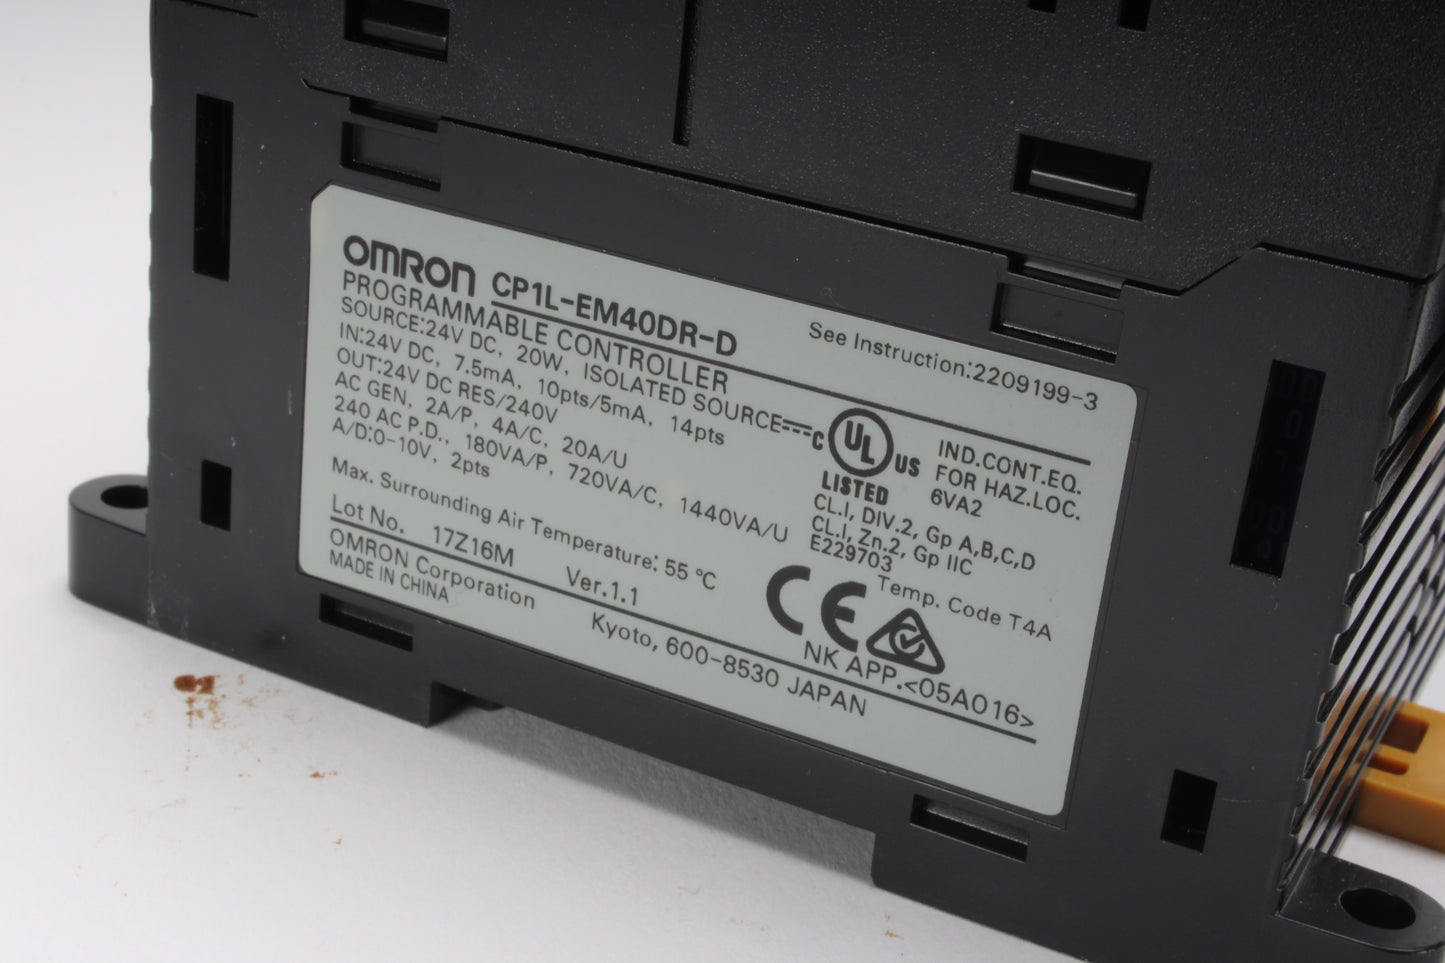 OMRON CP1L-EM40DR-D
See Instruction:2209199-3
PROGRAMMABLE CONTROLLER
SOURCE:24V DC, 20W, ISOLATED SOURCE
IN:24V DC, 7.5mA, 10pts/5mA, 14pts
OUT:24V DC RES/240V
AC GEN, 2A/P, 4A/C, 20A/U
240 AC P.D., 180VA/P, 720VA/C, 1440VA/U
A/D:0-10V, 2pts
Max. Surrounding Air Temperature: 55 °C
C UL US
LISTED
IND.CONT.EQ.
FOR HAZ.LOC.
6VA2
CL.I, DIV.2, Gp A,B,C,D
CL.I, Zn.2, Gp IIC
E229703
Temp. Code T4A
CE
NK APP.<05A016>
Lot No. 17Z16M Ver.1.1
OMRON Corporation Kyoto, 600-8530 JAPAN
MADE IN CHINA